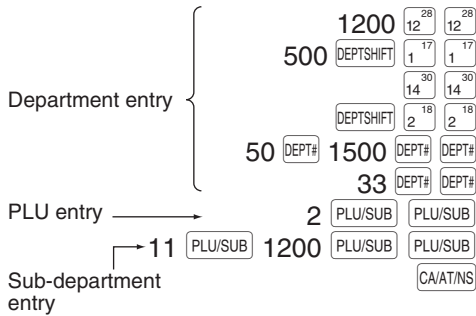 1200 12 28 12 28
500 DEPTSHIFT 1 17 1 17
14 30 14 30
Department entry
DEPTSHIFT 2 18 2 18
50 DEPT# 1500 DEPT# DEPT#
33 DEPT# DEPT#
PLU entry 2 PLU/SUB PLU/SUB
11 PLU/SUB 1200 PLU/SUB PLU/SUB
Sub-department
entry
CA/AT/NS